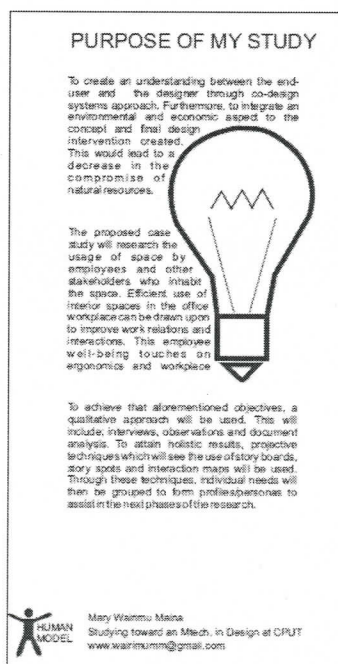 PURPOSE OF MY STUDY
To create an understanding between the end-
user and the designer through co-design
systems approach. Furthermore, to integrate an
environmental and economic aspect to the
concept and final design
intervention created.
This would lead to a
decrease in the
compromise of
natural resources.
The proposed case
study will research the
usage of space by
employees and other
stakeholders who inhabit
the space. Efficient use of
interior spaces in the office
workplace can be drawn upon
to improve work relations and
interactions. This employee
well-being touches on
ergonomics and workplace
To achieve that aforementioned objectives, a
qualitative approach will be used. This will
include; interviews, observations and document
analysis. To attain holistic results, projective
techniques which will see the use of story boards,
story spots and interaction maps will be used.
Through these techniques, individual needs will
then be grouped to form profiles/personas to
assist in the next phases of the research.
HUMAN
MODEL
Mary Wairimu Maina
Studying toward an Mtech. in Design at CPUT
www.wairimumm@gmail.com